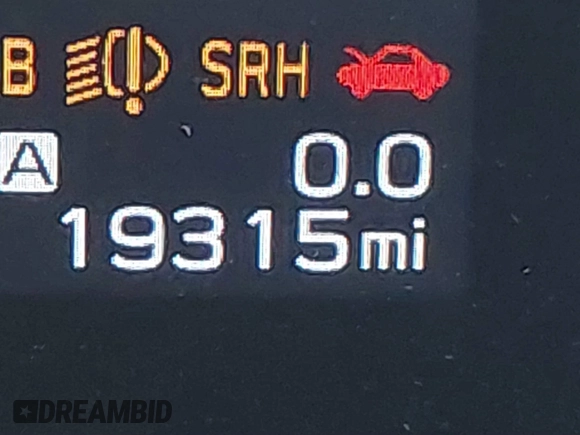 B SRH
A 0.0
19315mi
DREAMBID